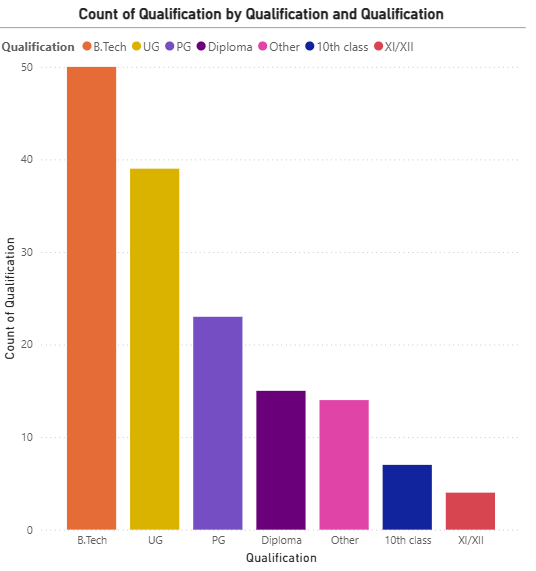 Count of Qualification by Qualification and Qualification
Qualification B.Tech UG PG Diploma Other 10th class XI/XII
50
40
30
20
10
0
Count of Qualification
B.Tech UG PG Diploma Other 10th class XI/XII
Qualification